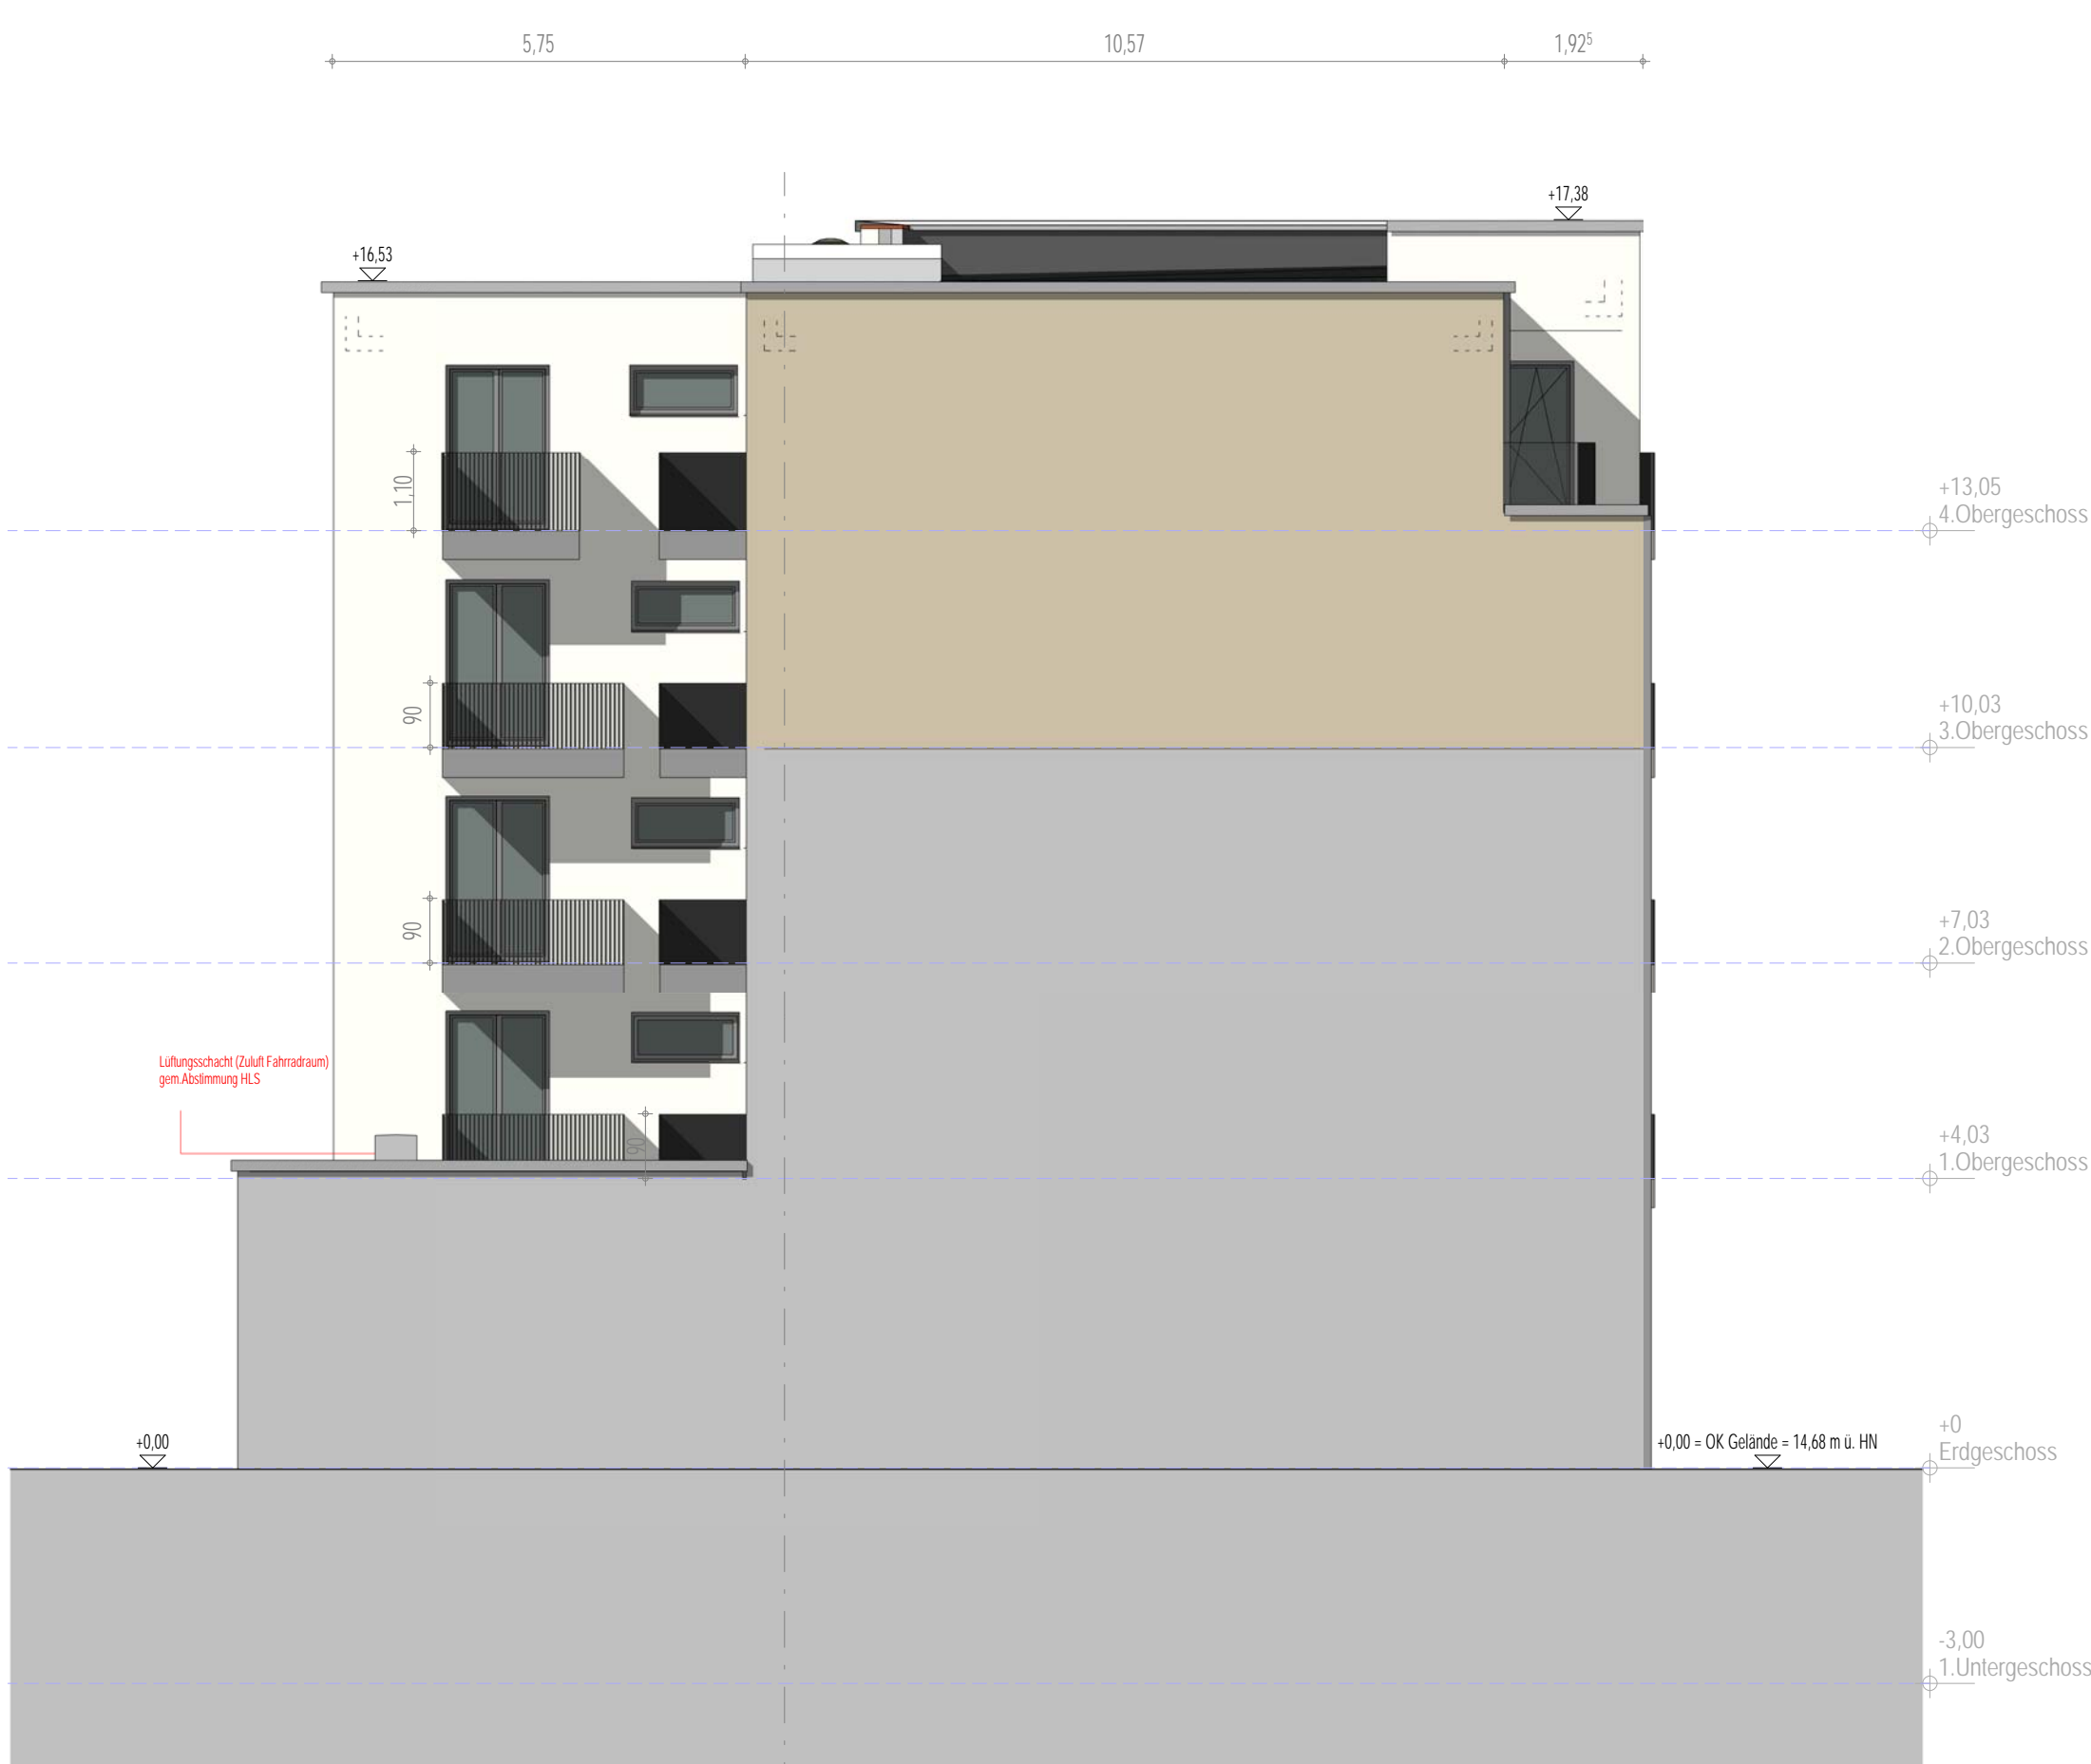 5,75
10,57
1,92⁵
+17,38
+16,53
1,10
+13,05
4.Obergeschoss
90
+10,03
3.Obergeschoss
90
+7,03
2.Obergeschoss
Lüftungsschacht (Zuluft Fahrradraum)
gem.Abstimmung HLS
90
+4,03
1.Obergeschoss
+0,00
+0,00 = OK Gelände = 14,68 m ü. HN
+0
Erdgeschoss
-3,00
1.Untergeschoss